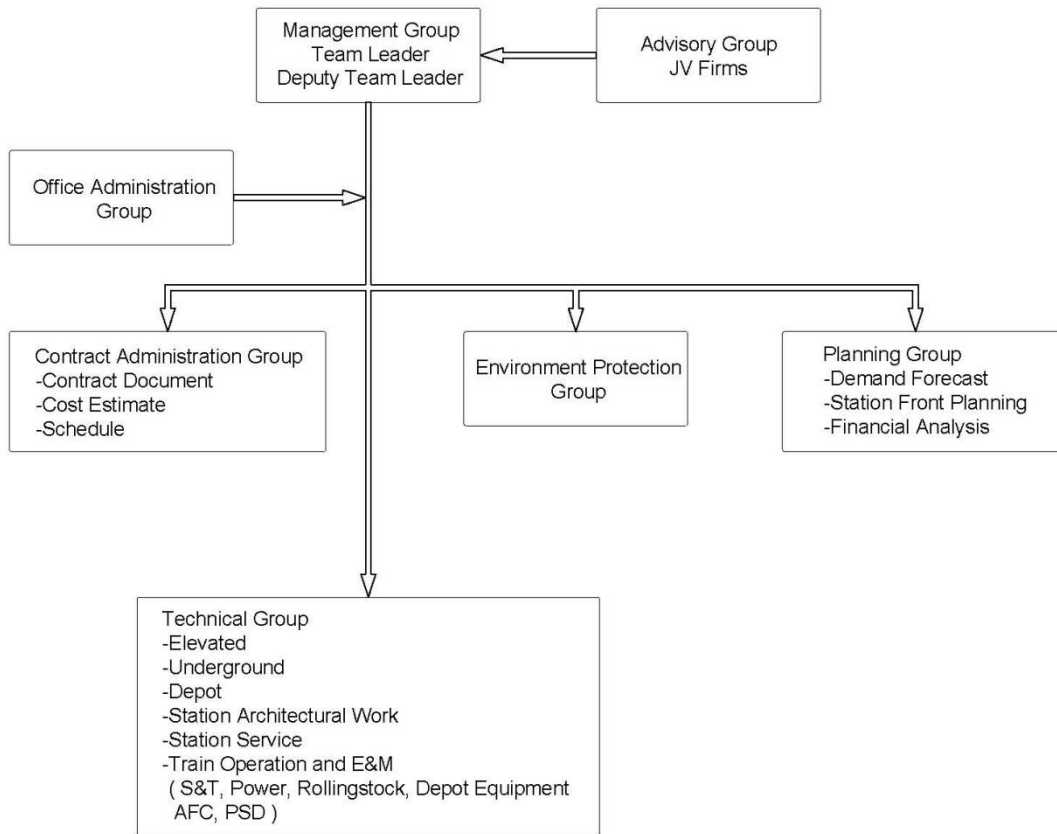 Management Group
Team Leader
Deputy Team Leader
Advisory Group
JV Firms
Office Administration
Group
Contract Administration Group
-Contract Document
-Cost Estimate
-Schedule
Environment Protection
Group
Planning Group
-Demand Forecast
-Station Front Planning
-Financial Analysis
Technical Group
-Elevated
-Underground
-Depot
-Station Architectural Work
-Station Service
-Train Operation and E&M
( S&T, Power, Rollingstock, Depot Equipment
AFC, PSD )